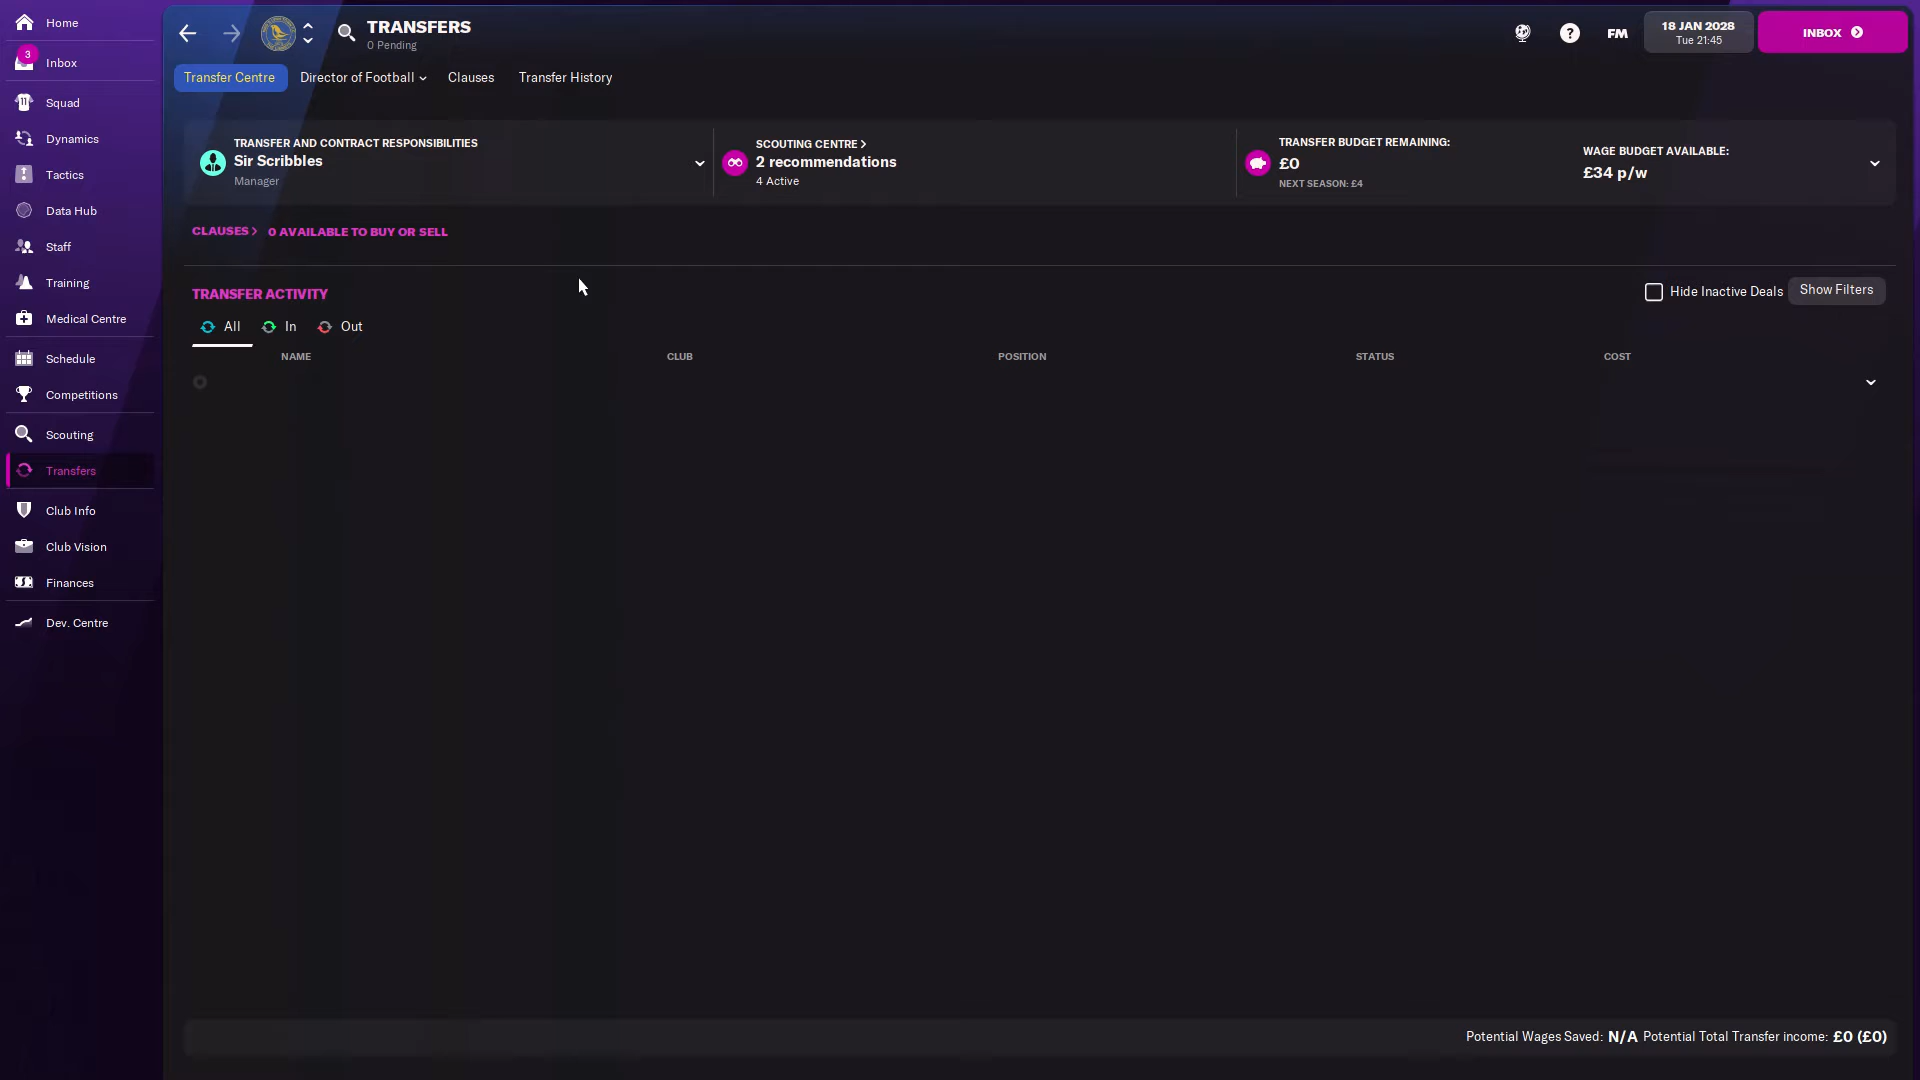 Home
3
Inbox
Squad
Dynamics
Tactics
Data Hub
Staff
Training
Medical Centre
Schedule
Competitions
Scouting
Transfers
Club Info
Club Vision
Finances
Dev. Centre
TRANSFERS
0 Pending
?
FM
18 JAN 2028
Tue 21:45
INBOX
Transfer Centre
Director of Football
Clauses
Transfer History
TRANSFER AND CONTRACT RESPONSIBILITIES
Sir Scribbles
Manager
SCOUTING CENTRE >
2 recommendations
4 Active
TRANSFER BUDGET REMAINING:
£0
NEXT SEASON: £4
WAGE BUDGET AVAILABLE:
£34 p/w
CLAUSES > 0 AVAILABLE TO BUY OR SELL
TRANSFER ACTIVITY
Hide Inactive Deals
Show Filters
All
In
Out
NAME
CLUB
POSITION
STATUS
COST
Potential Wages Saved: N/A Potential Total Transfer income: £0 (£0)